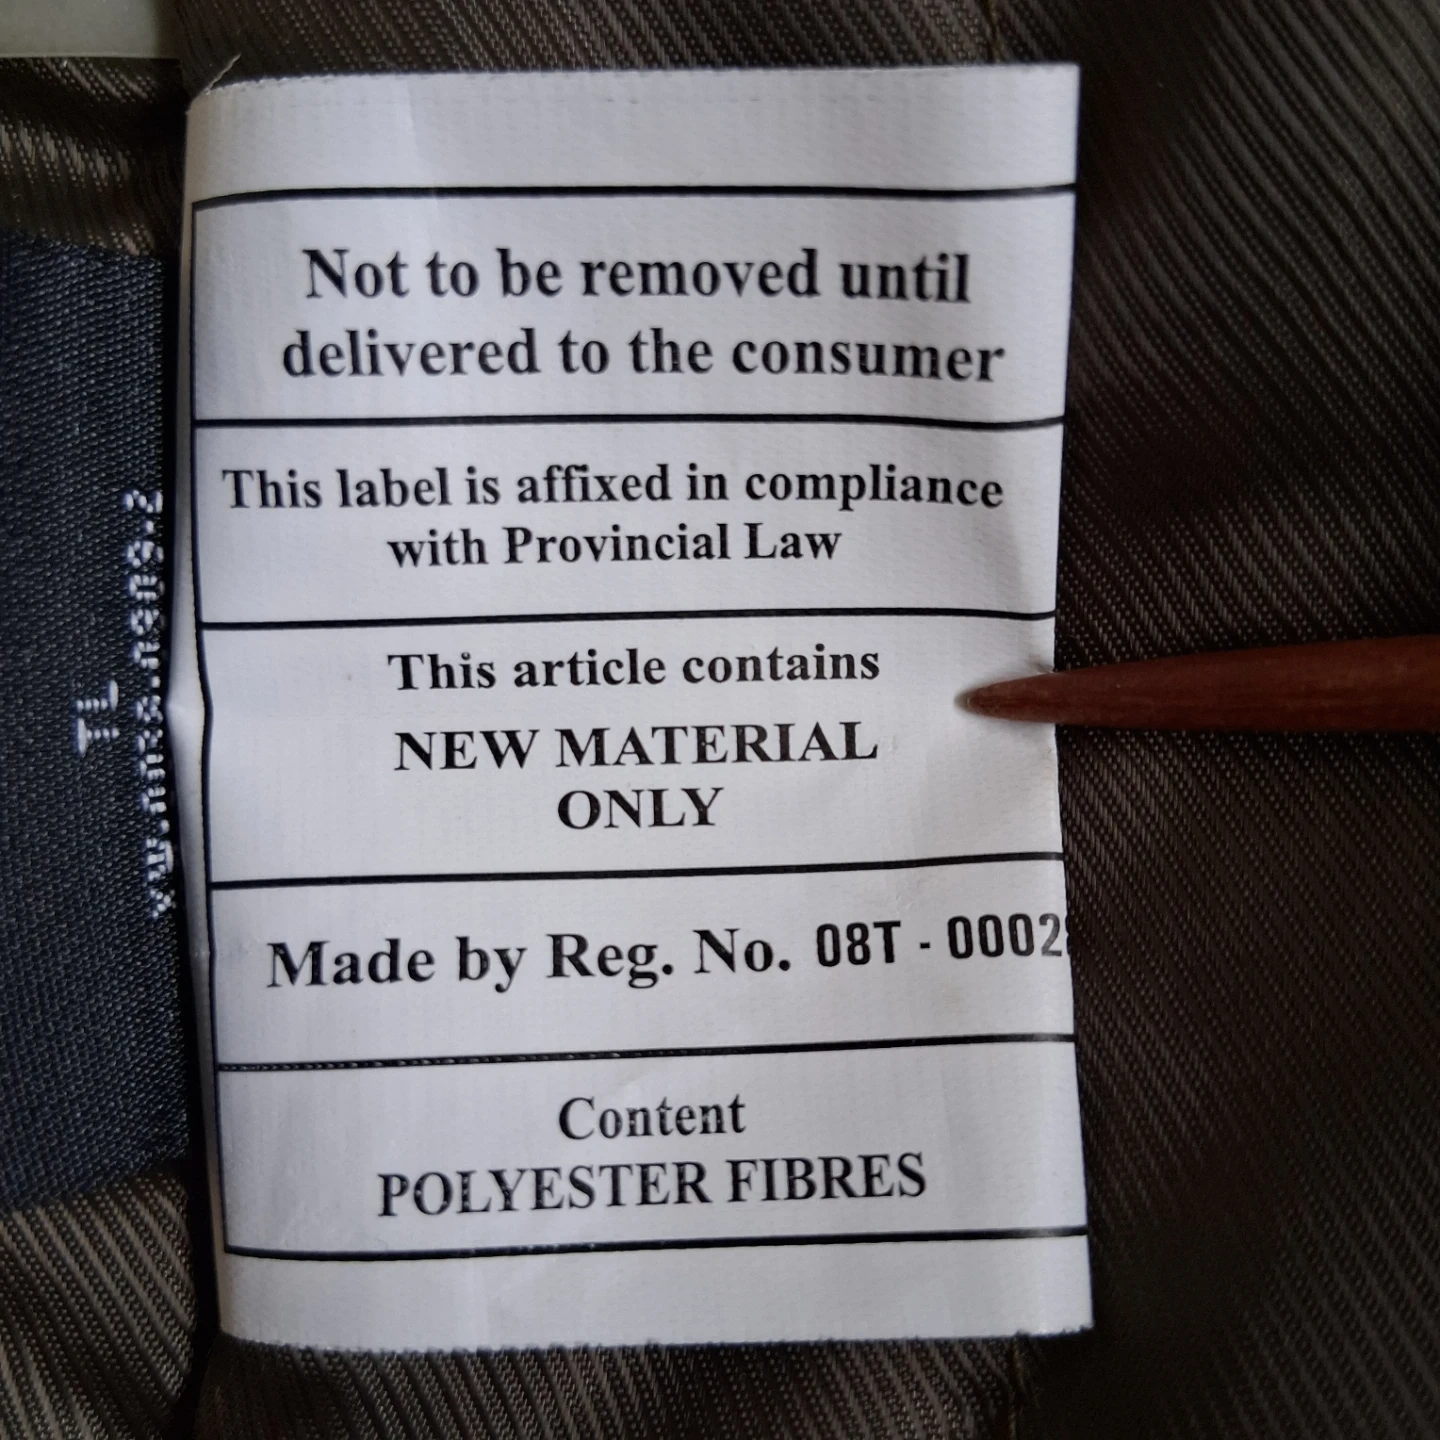 Not to be removed until
delivered to the consumer
This label is affixed in compliance
with Provincial Law
This article contains
NEW MATERIAL
ONLY
Made by Reg. No. 08T - 0002
Content
POLYESTER FIBRES
TL